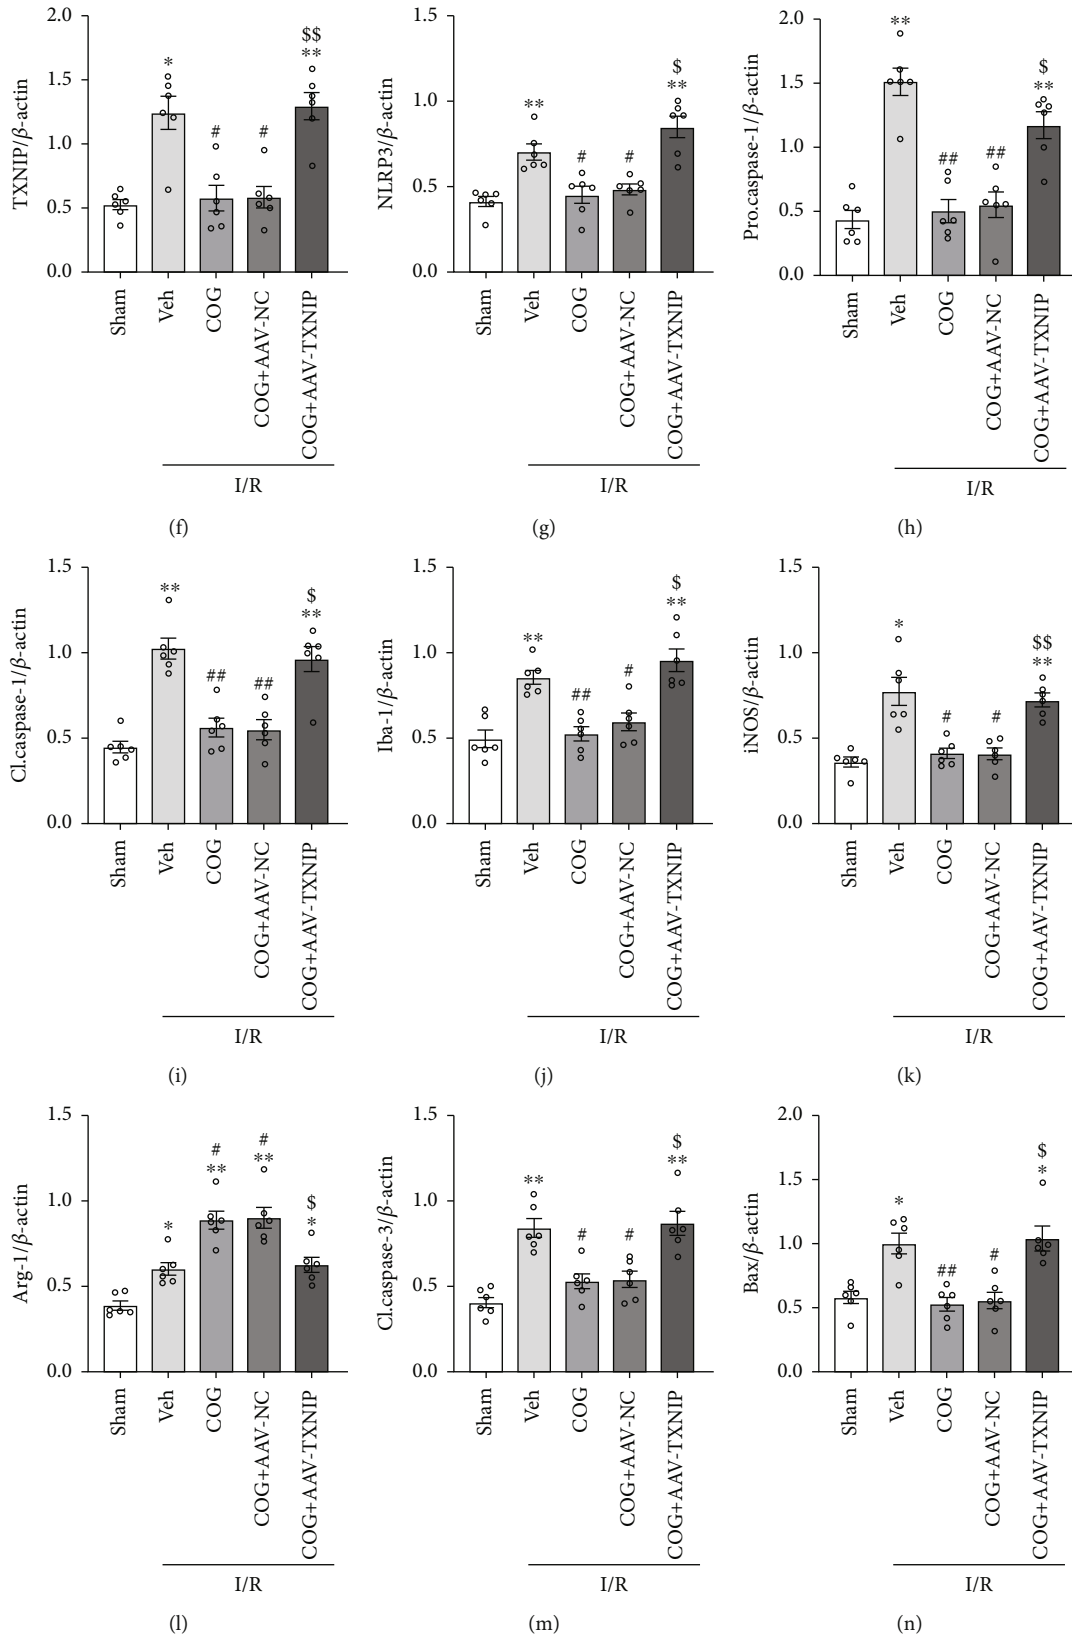 TXNIP/β-actin
2.0
1.5
1.0
0.5
0.0
*
#
#
$$
**
Sham
Veh
COG
COG+AAV-NC
COG+AAV-TXNIP
I/R
(f)
NLRP3/β-actin
1.5
1.0
0.5
0.0
**
#
#
$
**
Sham
Veh
COG
COG+AAV-NC
COG+AAV-TXNIP
I/R
(g)
Pro.caspase-1/β-actin
2.0
1.5
1.0
0.5
0.0
**
##
##
$
**
Sham
Veh
COG
COG+AAV-NC
COG+AAV-TXNIP
I/R
(h)
Cl.caspase-1/β-actin
1.5
1.0
0.5
0.0
**
##
##
$
**
Sham
Veh
COG
COG+AAV-NC
COG+AAV-TXNIP
I/R
(i)
Iba-1/β-actin
1.5
1.0
0.5
0.0
**
##
#
$
**
Sham
Veh
COG
COG+AAV-NC
COG+AAV-TXNIP
I/R
(j)
iNOS/β-actin
1.5
1.0
0.5
0.0
*
#
#
$$
**
Sham
Veh
COG
COG+AAV-NC
COG+AAV-TXNIP
I/R
(k)
Arg-1/β-actin
1.5
1.0
0.5
0.0
*
#
**
#
**
$
*
Sham
Veh
COG
COG+AAV-NC
COG+AAV-TXNIP
I/R
(l)
Cl.caspase-3/β-actin
1.5
1.0
0.5
0.0
**
#
#
$
**
Sham
Veh
COG
COG+AAV-NC
COG+AAV-TXNIP
I/R
(m)
Bax/β-actin
2.0
1.5
1.0
0.5
0.0
*
##
#
$
*
Sham
Veh
COG
COG+AAV-NC
COG+AAV-TXNIP
I/R
(n)